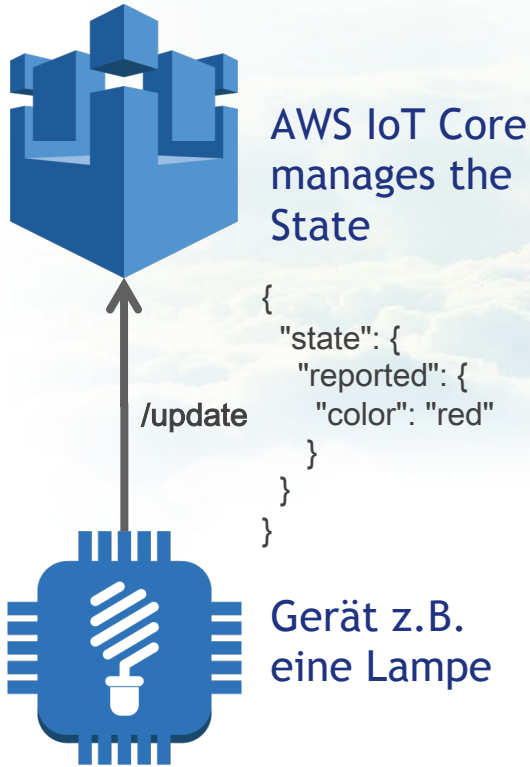 AWS IoT Core
manages the
State
{
"state": {
"reported": {
/update
"color": "red"
}
}
}
Gerät z.B.
eine Lampe